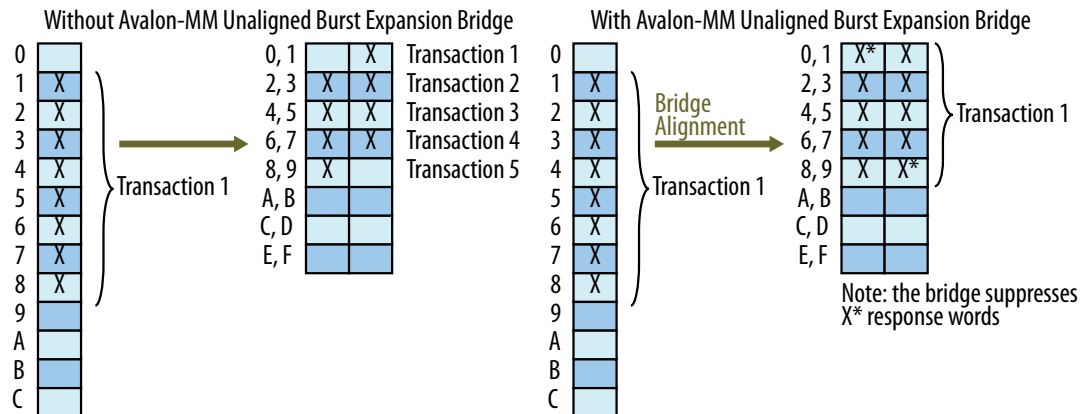 Without Avalon-MM Unaligned Burst Expansion Bridge
0
1 X
2 X
3 X
4 X
5 X
6 X
7 X
8 X
9
A
B
C
Transaction 1
0, 1 X Transaction 1
2, 3 X X Transaction 2
4, 5 X X Transaction 3
6, 7 X X Transaction 4
8, 9 X Transaction 5
A, B
C, D
E, F
With Avalon-MM Unaligned Burst Expansion Bridge
0
1 X
2 X
3 X
4 X
5 X
6 X
7 X
8 X
9
A
B
C
Transaction 1
Bridge
Alignment
0, 1 X* X
2, 3 X X
4, 5 X X
6, 7 X X
8, 9 X X*
A, B
C, D
E, F
Transaction 1
Note: the bridge suppresses
X* response words